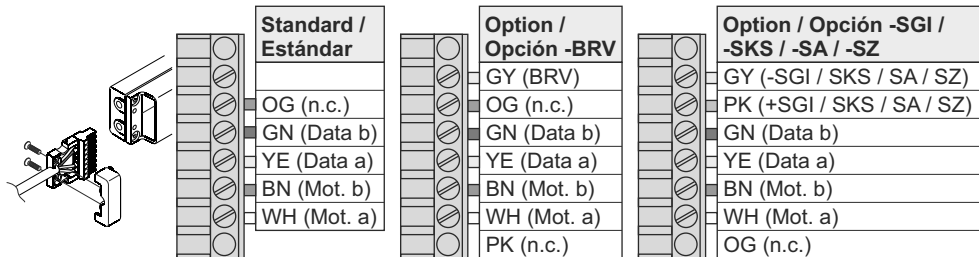 Standard /
Estándar
OG (n.c.)
GN (Data b)
YE (Data a)
BN (Mot. b)
WH (Mot. a)
Option /
Opción -BRV
GY (BRV)
OG (n.c.)
GN (Data b)
YE (Data a)
BN (Mot. b)
WH (Mot. a)
PK (n.c.)
Option / Opción -SGI /
-SKS / -SA / -SZ
GY (-SGI / SKS / SA / SZ)
PK (+SGI / SKS / SA / SZ)
GN (Data b)
YE (Data a)
BN (Mot. b)
WH (Mot. a)
OG (n.c.)